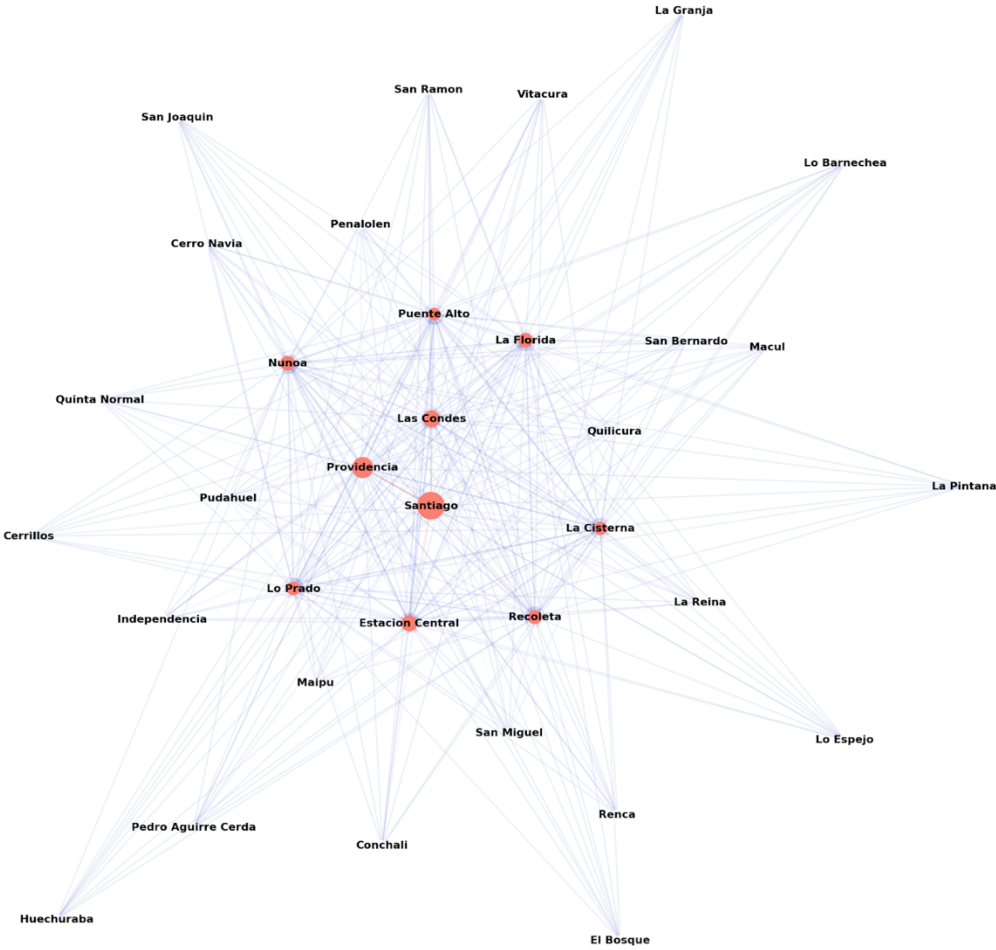 La Granja
San Ramon
Vitacura
San Joaquin
Lo Barnechea
Penalolen
Cerro Navia
Puente Alto
La Florida
San Bernardo
Macul
Nunoa
Quinta Normal
Las Condes
Quilicura
Providencia
La Pintana
Pudahuel
Santiago
La Cisterna
Cerrillos
Lo Prado
La Reina
Recoleta
Independencia
Estacion Central
Maipu
San Miguel
Lo Espejo
Renca
Pedro Aguirre Cerda
Conchali
Huechuraba
El Bosque